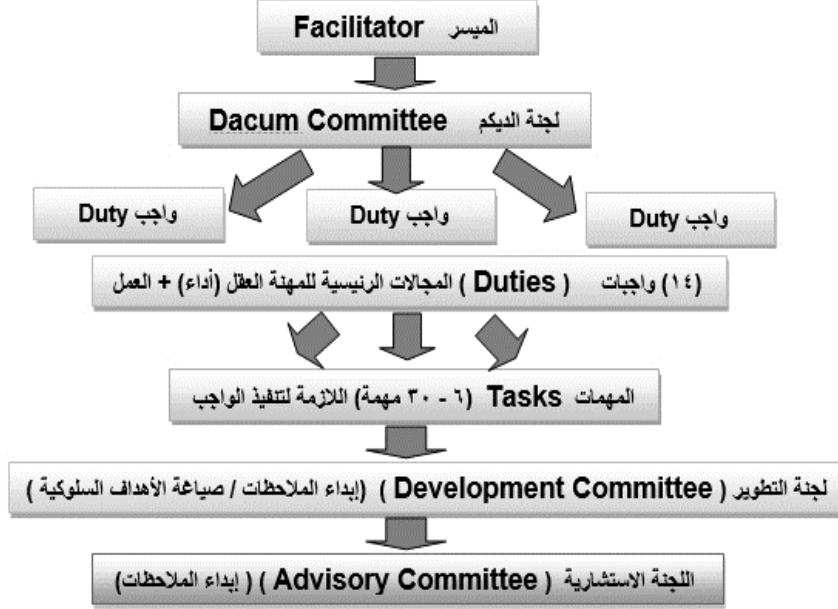 الميسر Facilitator
لجنة الديكم Dacum Committee
واجب Duty
واجب Duty
واجب Duty
(١٤) واجبات ( Duties ) المجالات الرئيسية للمهنة العقل (أداء) + العمل
المهمات Tasks (٦ - ٣٠ مهمة) اللازمة لتنفيذ الواجب
لجنة التطوير ( Development Committee ) (إبداء الملاحظات / صياغة الأهداف السلوكية )
اللجنة الاستشارية ( Advisory Committee ) ( إبداء الملاحظات)